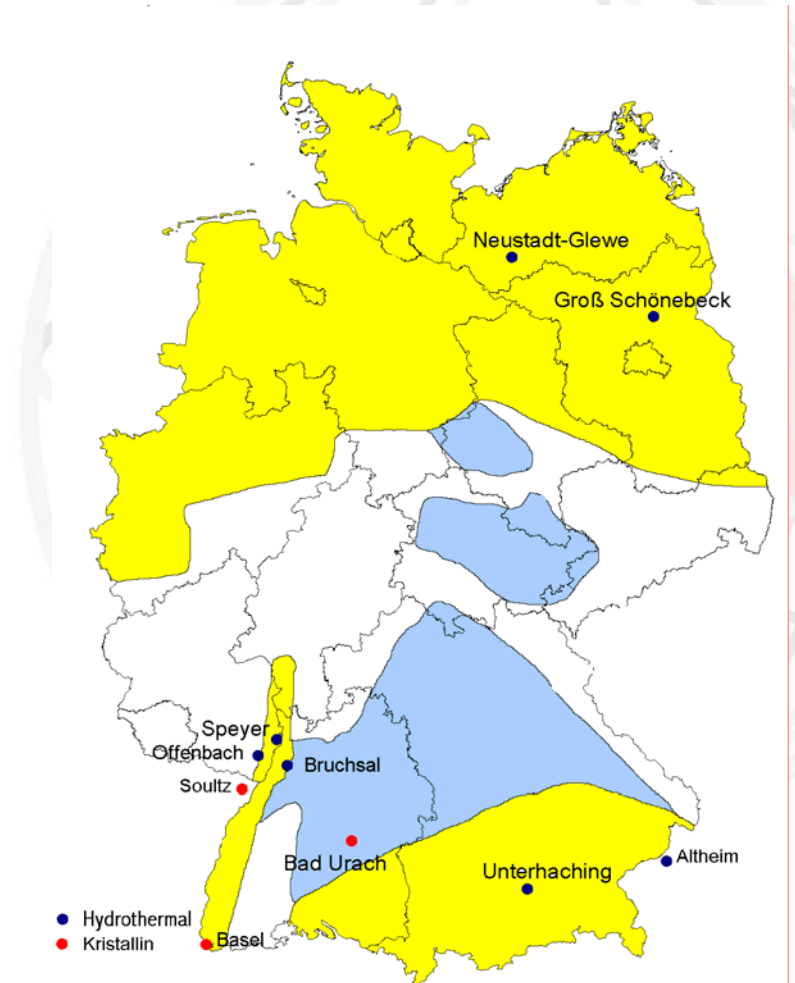 Neustadt-Glewe
Groß Schönebeck
Speyer
Offenbach
Bruchsal
Soultz
Bad Urach
Unterhaching
Altheim
Hydrothermal
Kristallin
Basel